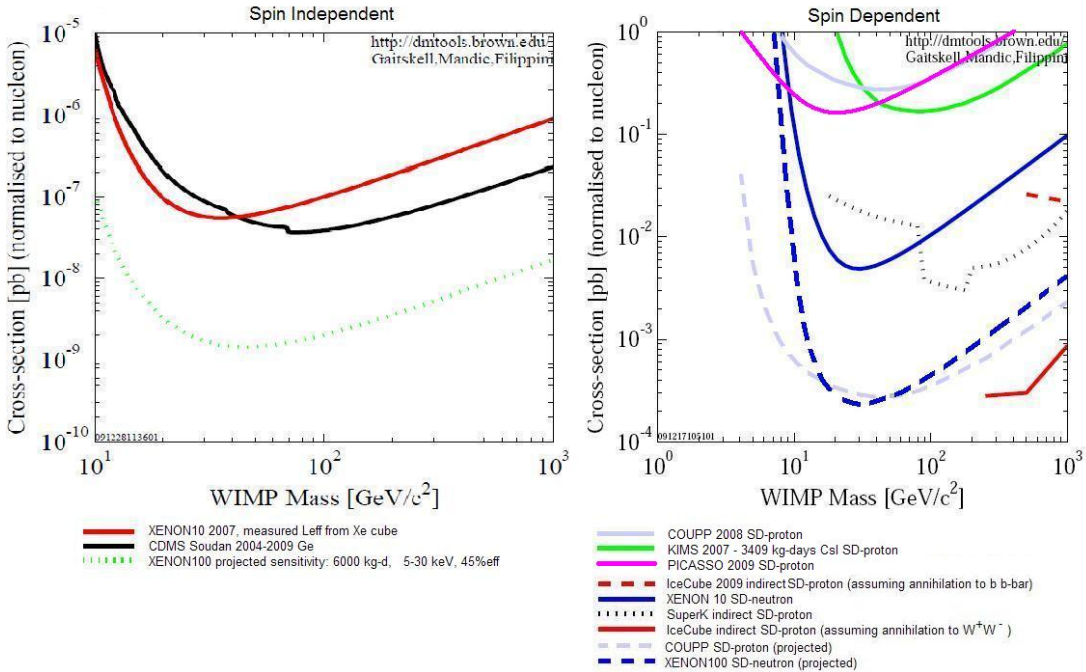 Spin Independent
http://dmtools.brown.edu/
Gaitskell,Mandic,Filippini
Cross-section [pb] (normalised to nucleon)
10^-5
10^-6
10^-7
10^-8
10^-9
10^-10
091228113601
10^1
10^2
10^3
WIMP Mass [GeV/c^2]
XENON10 2007, measured Leff from Xe cube
CDMS Soudan 2004-2009 Ge
XENON100 projected sensitivity: 6000 kg-d, 5-30 keV, 45%eff
Spin Dependent
http://dmtools.brown.edu/
Gaitskell,Mandic,Filippini
Cross-section [pb] (normalised to nucleon)
10^0
10^-1
10^-2
10^-3
10^-4
091217105101
10^0
10^1
10^2
10^3
WIMP Mass [GeV/c^2]
COUPP 2008 SD-proton
KIMS 2007 - 3409 kg-days CsI SD-proton
PICASSO 2009 SD-proton
IceCube 2009 indirect SD-proton (assuming annihilation to b b-bar)
XENON 10 SD-neutron
SuperK indirect SD-proton
IceCube indirect SD-proton (assuming annihilation to W^+W^-)
COUPP SD-proton (projected)
XENON100 SD-neutron (projected)